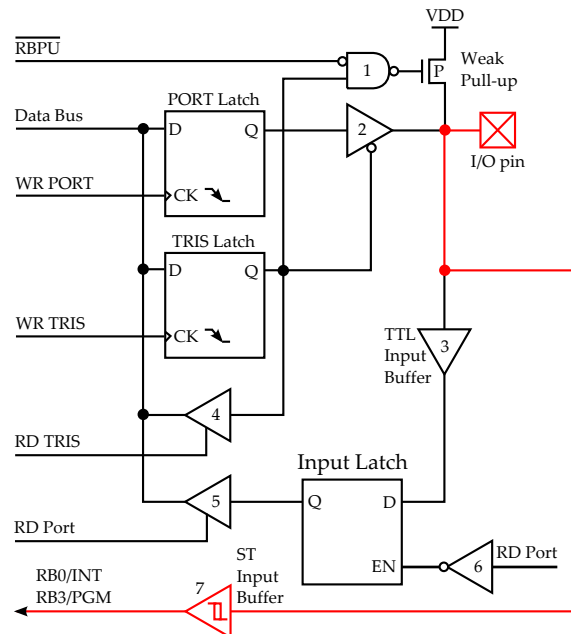 VDD
RBPU
1
P
Weak
Pull-up
Data Bus
PORT Latch
D
Q
2
I/O pin
WR PORT
CK
TRIS Latch
D
Q
WR TRIS
CK
TTL
Input
Buffer
3
4
RD TRIS
Input Latch
5
Q
D
RD Port
EN
6
RD Port
ST
Input
Buffer
7
RB0/INT
RB3/PGM